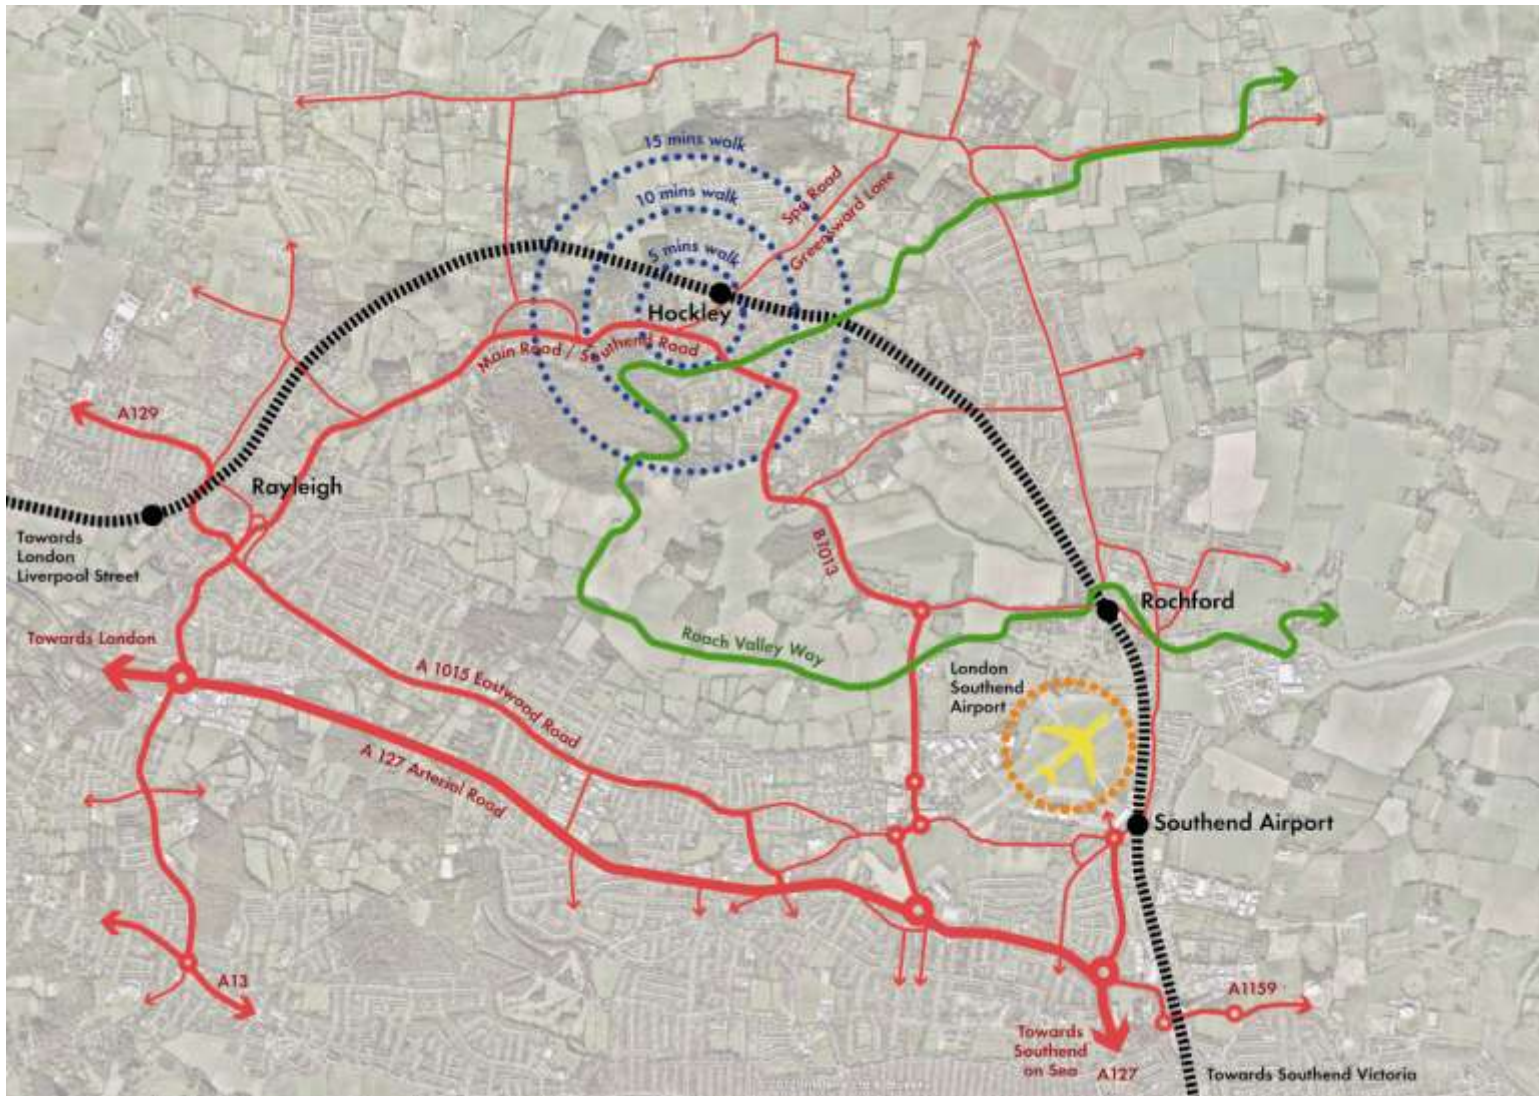 15 mins walk
10 mins walk
5 mins walk
Spa Road
Greensward Lane
Hockley
Main Road / Southend Road
A129
Rayleigh
Towards
London
Liverpool Street
B7013
Rochford
Towards London
Roach Valley Way
A 1015 Eastwood Road
London
Southend
Airport
A 127 Arterial Road
Southend Airport
A13
A1159
Towards
Southend
on Sea
A127
Towards Southend Victoria